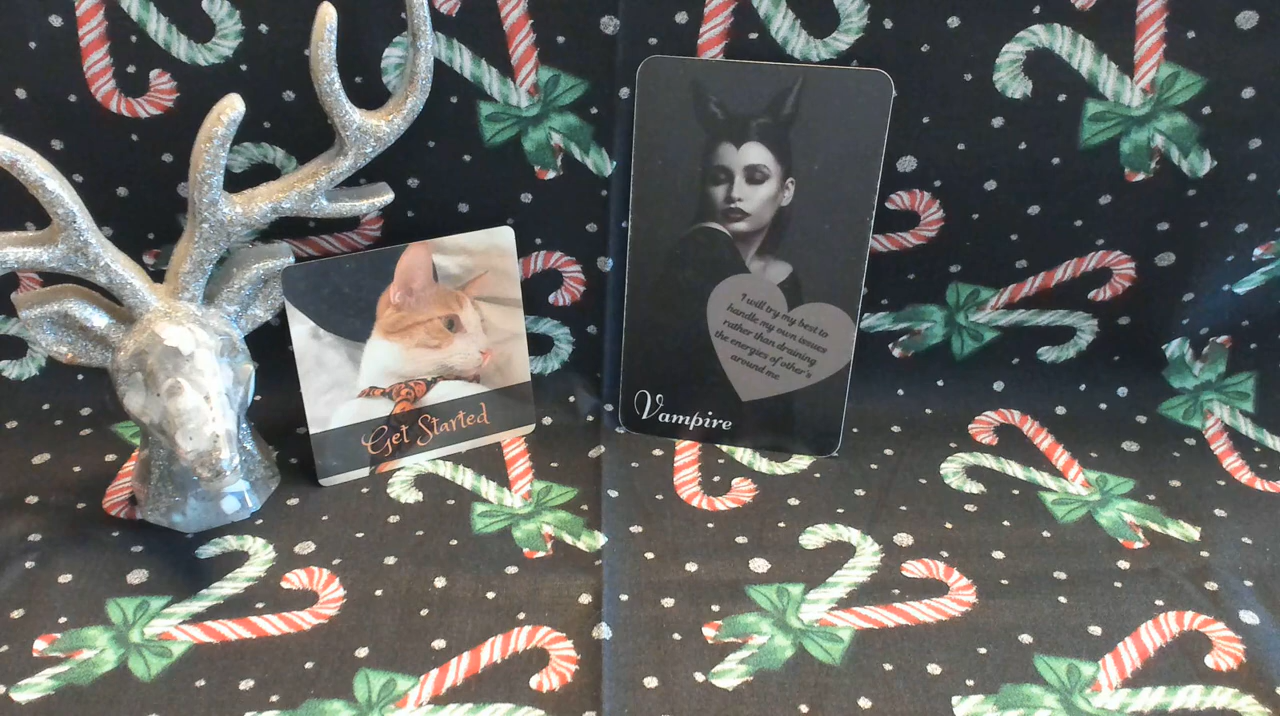 Get Started
I will try my best to
handle my own issues
rather than draining
the energies of other's
around me
Vampire